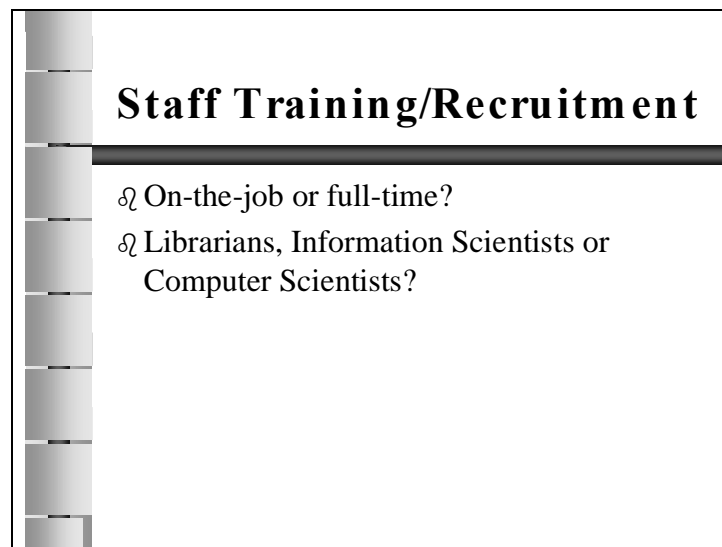 Staff Training/Recruitment
♌ On-the-job or full-time?
♌ Librarians, Information Scientists or
Computer Scientists?